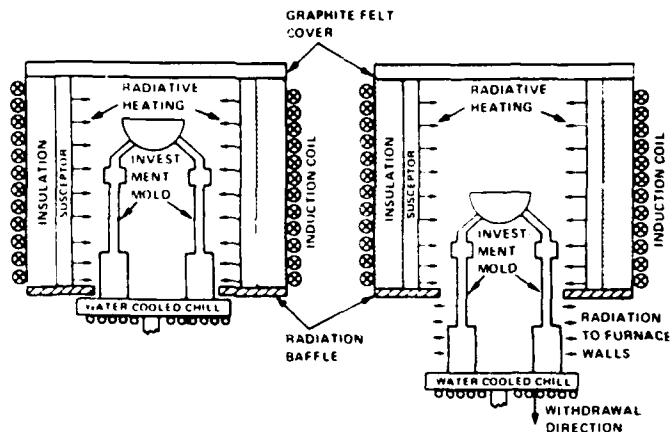 GRAPHITE FELT
COVER
RADIATIVE
HEATING
INSULATION
SUSCEPTOR
INVEST
MENT
MOLD
INDUCTION COIL
WATER COOLED CHILL
RADIATION
BAFFLE
RADIATIVE
HEATING
INSULATION
SUSCEPTOR
INVEST
MENT
MOLD
INDUCTION COIL
RADIATION
TO FURNACE
WALLS
WATER COOLED CHILL
WITHDRAWAL
DIRECTION